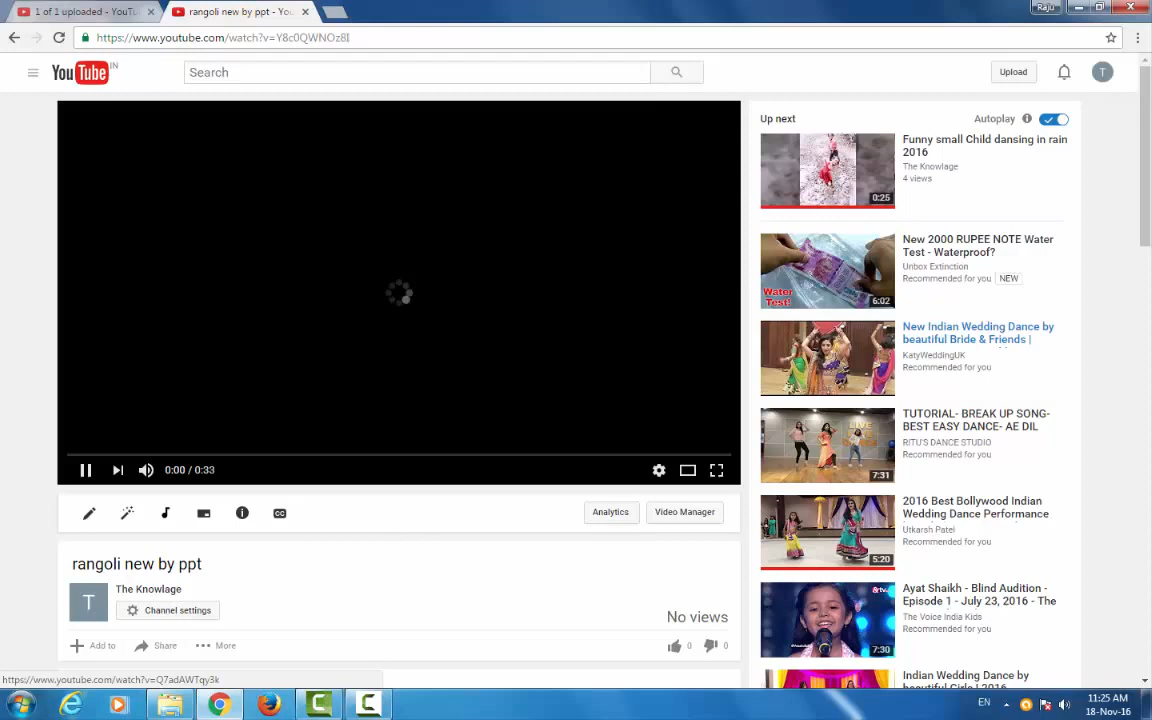 1 of 1 uploaded - YouTu
rangoli new by ppt - You
Raju
https://www.youtube.com/watch?v=Y8c0QWNOz8I
YouTube IN
Search
Upload
T
Up next
Autoplay
Funny small Child dansing in rain
2016
The Knowlage
4 views
0:25
New 2000 RUPEE NOTE Water
Test - Waterproof?
Unbox Extinction
Recommended for you NEW
Water
Test!
6:02
New Indian Wedding Dance by
beautiful Bride & Friends |
KatyWeddingUK
Recommended for you
TUTORIAL- BREAK UP SONG-
BEST EASY DANCE- AE DIL
RITU'S DANCE STUDIO
Recommended for you
7:31
2016 Best Bollywood Indian
Wedding Dance Performance
Utkarsh Patel
Recommended for you
5:20
Ayat Shaikh - Blind Audition -
Episode 1 - July 23, 2016 - The
The Voice India Kids
Recommended for you
&tv
7:30
Indian Wedding Dance by
0:00 / 0:33
CC
Analytics
Video Manager
rangoli new by ppt
T
The Knowlage
Channel settings
No views
Add to
Share
More
0
0
https://www.youtube.com/watch?v=Q7adAWTqy3k
EN
11:25 AM
18-Nov-16